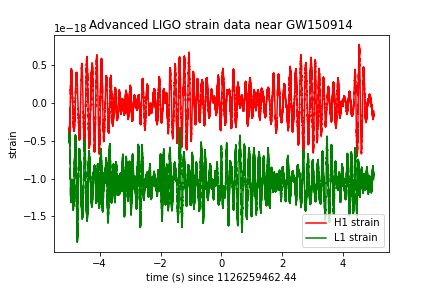 Advanced LIGO strain data near GW150914
1e−18
0.5
0.0
−0.5
−1.0
−1.5
strain
−4
−2
0
2
4
time (s) since 1126259462.44
H1 strain
L1 strain